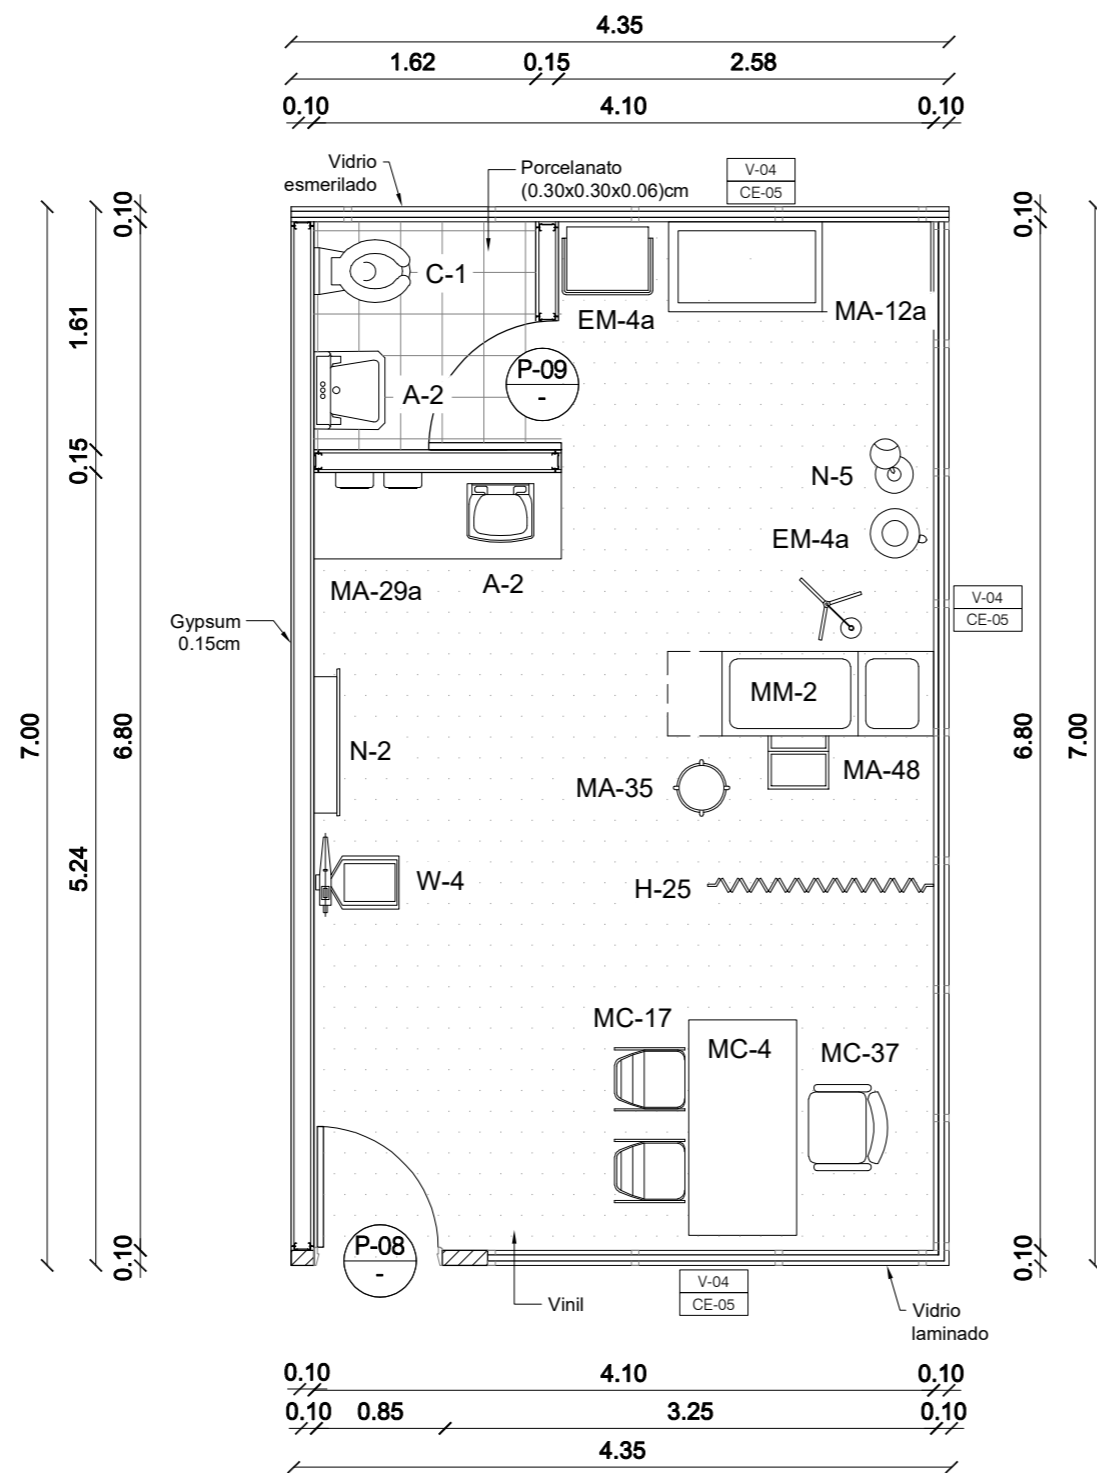 4.35
1.62 0.15 2.58
0.10 4.10 0.10
Vidrio
esmerilado
Porcelanato
(0.30x0.30x0.06)cm
V-04
CE-05
0.10
0.10
0.10
C-1
EM-4a
MA-12a
1.61
P-09
-
A-2
0.15
N-5
EM-4a
MA-29a
A-2
Gypsum
0.15cm
V-04
CE-05
7.00
6.80
MM-2
6.80
7.00
N-2
MA-35
MA-48
5.24
W-4
H-25
MC-17
MC-4
MC-37
0.10
P-08
-
0.10
Vinil
V-04
CE-05
Vidrio
laminado
0.10 4.10 0.10
0.10 0.85 3.25 0.10
4.35